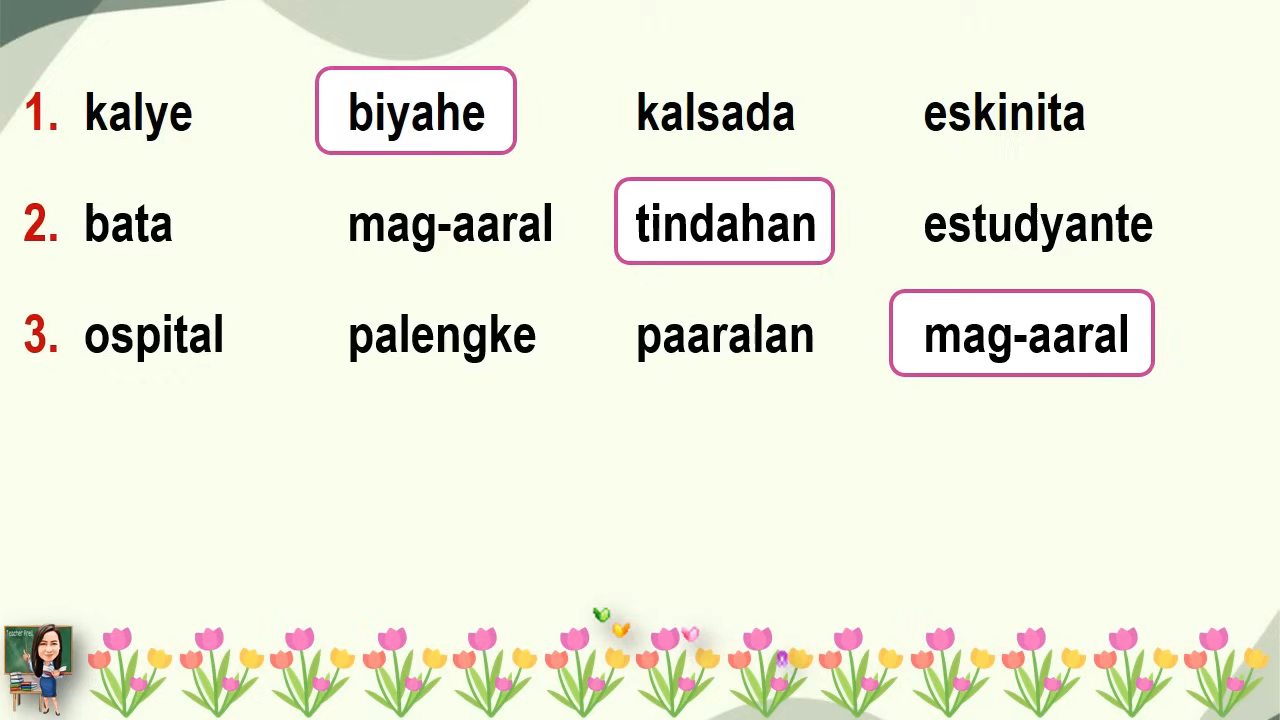 1. kalye biyahe kalsada eskinita
2. bata mag-aaral tindahan estudyante
3. ospital palengke paaralan mag-aaral